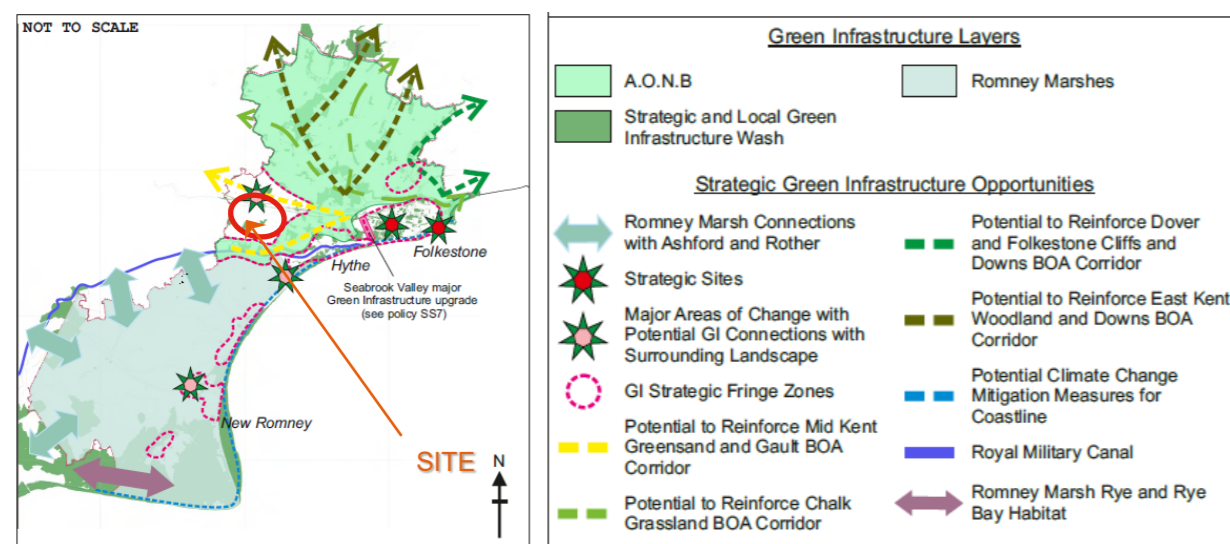 NOT TO SCALE
Folkestone
Hythe
Seabrook Valley major
Green Infrastructure upgrade
(see policy SS7)
New Romney
SITE
N
Green Infrastructure Layers
A.O.N.B
Romney Marshes
Strategic and Local Green
Infrastructure Wash
Strategic Green Infrastructure Opportunities
Romney Marsh Connections
with Ashford and Rother
Strategic Sites
Major Areas of Change with
Potential GI Connections with
Surrounding Landscape
GI Strategic Fringe Zones
Potential to Reinforce Mid Kent
Greensand and Gault BOA
Corridor
Potential to Reinforce Chalk
Grassland BOA Corridor
Potential to Reinforce Dover
and Folkestone Cliffs and
Downs BOA Corridor
Potential to Reinforce East Kent
Woodland and Downs BOA
Corridor
Potential Climate Change
Mitigation Measures for
Coastline
Royal Military Canal
Romney Marsh Rye and Rye
Bay Habitat